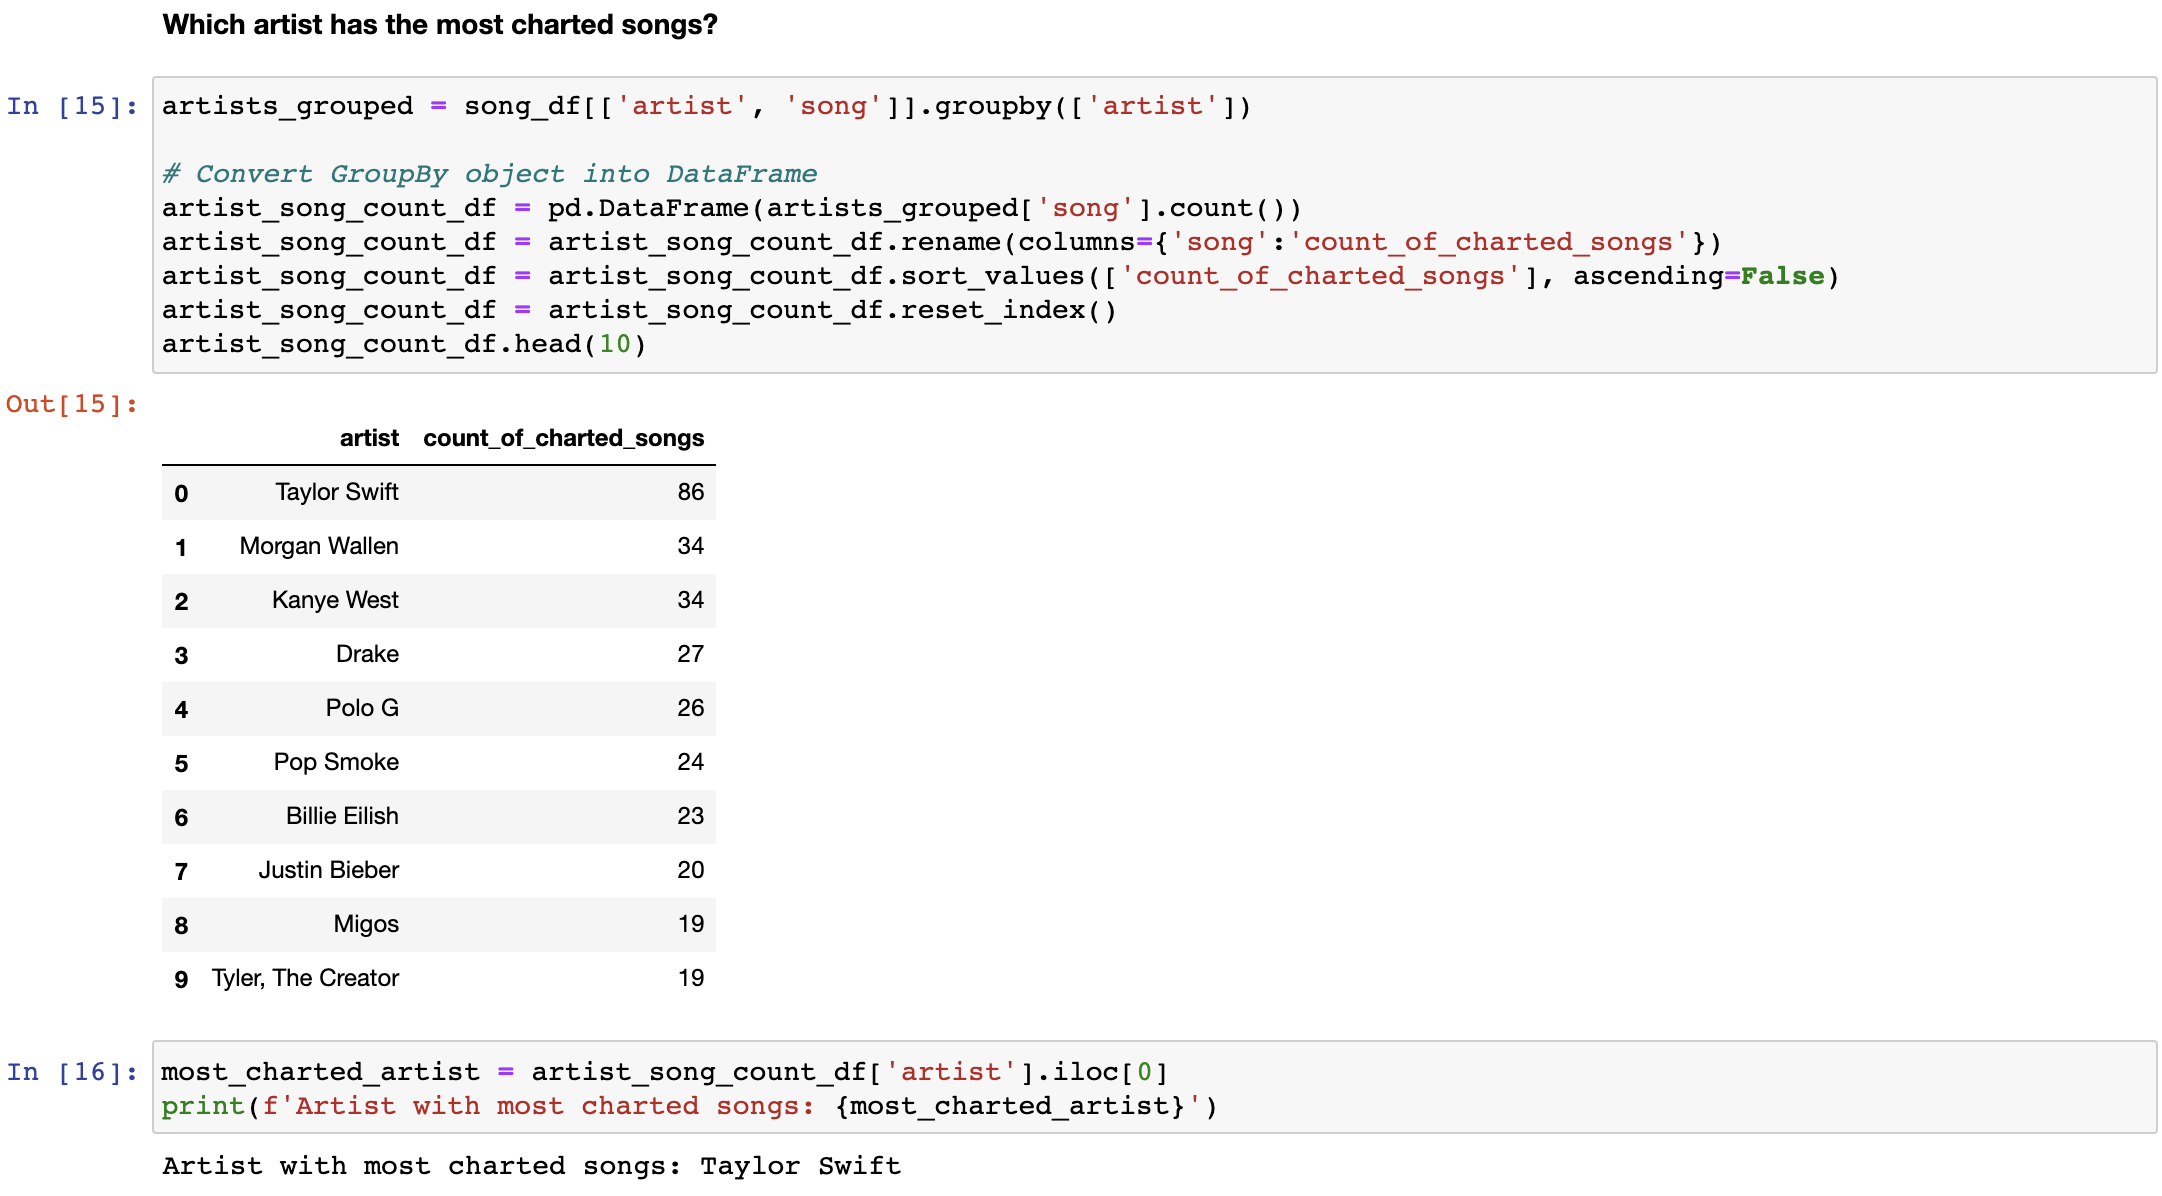 Which artist has the most charted songs?
In [15]:
artists_grouped = song_df[['artist', 'song']].groupby(['artist'])
# Convert GroupBy object into DataFrame
artist_song_count_df = pd.DataFrame(artists_grouped['song'].count())
artist_song_count_df = artist_song_count_df.rename(columns={'song':'count_of_charted_songs'})
artist_song_count_df = artist_song_count_df.sort_values(['count_of_charted_songs'], ascending=False)
artist_song_count_df = artist_song_count_df.reset_index()
artist_song_count_df.head(10)
Out[15]:
artist count_of_charted_songs
0 Taylor Swift 86
1 Morgan Wallen 34
2 Kanye West 34
3 Drake 27
4 Polo G 26
5 Pop Smoke 24
6 Billie Eilish 23
7 Justin Bieber 20
8 Migos 19
9 Tyler, The Creator 19
In [16]:
most_charted_artist = artist_song_count_df['artist'].iloc[0]
print(f'Artist with most charted songs: {most_charted_artist}')
Artist with most charted songs: Taylor Swift